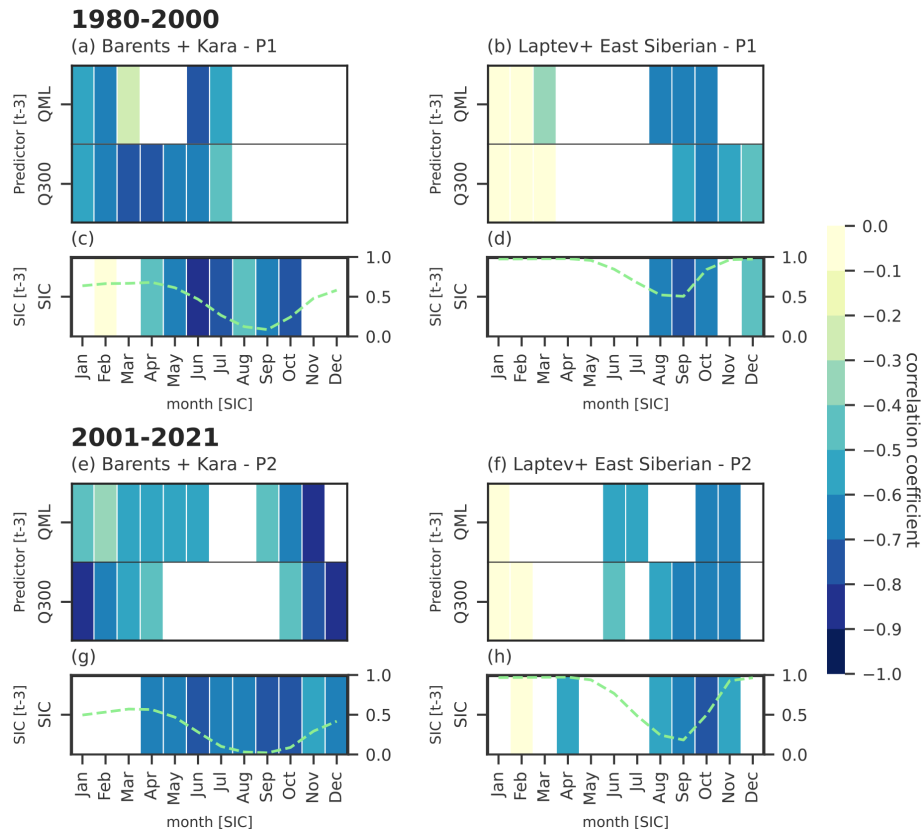 1980-2000
(a) Barents + Kara - P1
(b) Laptev+ East Siberian - P1
Predictor [t-3]
QML
Q300
Predictor [t-3]
QML
Q300
(c)
(d)
SIC [t-3]
SIC
1.0
0.5
0.0
SIC [t-3]
SIC
1.0
0.5
0.0
Jan Feb Mar Apr May Jun Jul Aug Sep Oct Nov Dec
month [SIC]
Jan Feb Mar Apr May Jun Jul Aug Sep Oct Nov Dec
month [SIC]
2001-2021
(e) Barents + Kara - P2
(f) Laptev+ East Siberian - P2
Predictor [t-3]
QML
Q300
Predictor [t-3]
QML
Q300
(g)
(h)
SIC [t-3]
SIC
1.0
0.5
0.0
SIC [t-3]
SIC
1.0
0.5
0.0
Jan Feb Mar Apr May Jun Jul Aug Sep Oct Nov Dec
month [SIC]
Jan Feb Mar Apr May Jun Jul Aug Sep Oct Nov Dec
month [SIC]
0.0
−0.1
−0.2
−0.3
−0.4
−0.5
−0.6
−0.7
−0.8
−0.9
−1.0
correlation coefficient